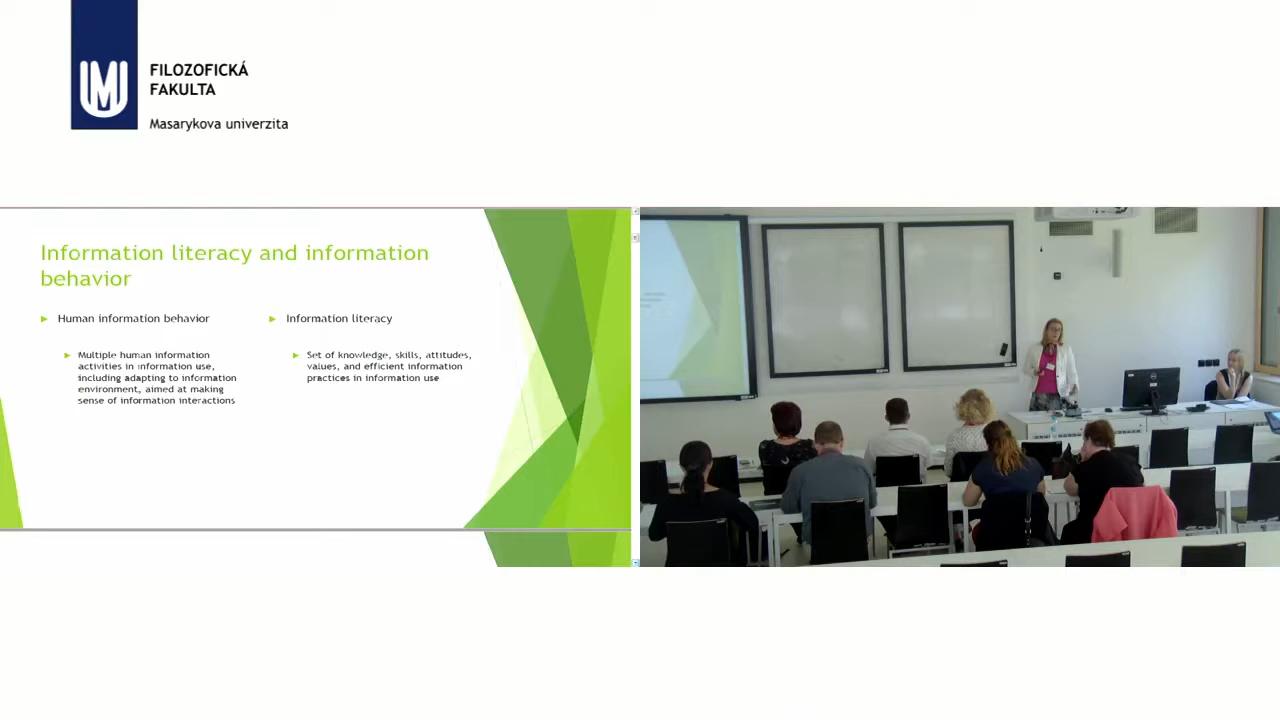 FILOZOFICKÁ
FAKULTA
Masarykova univerzita
Information literacy and information
behavior
Human information behavior
Multiple human information
activities in information use,
including adapting to information
environment, aimed at making
sense of information interactions
Information literacy
Set of knowledge, skills, attitudes,
values, and efficient information
practices in information use